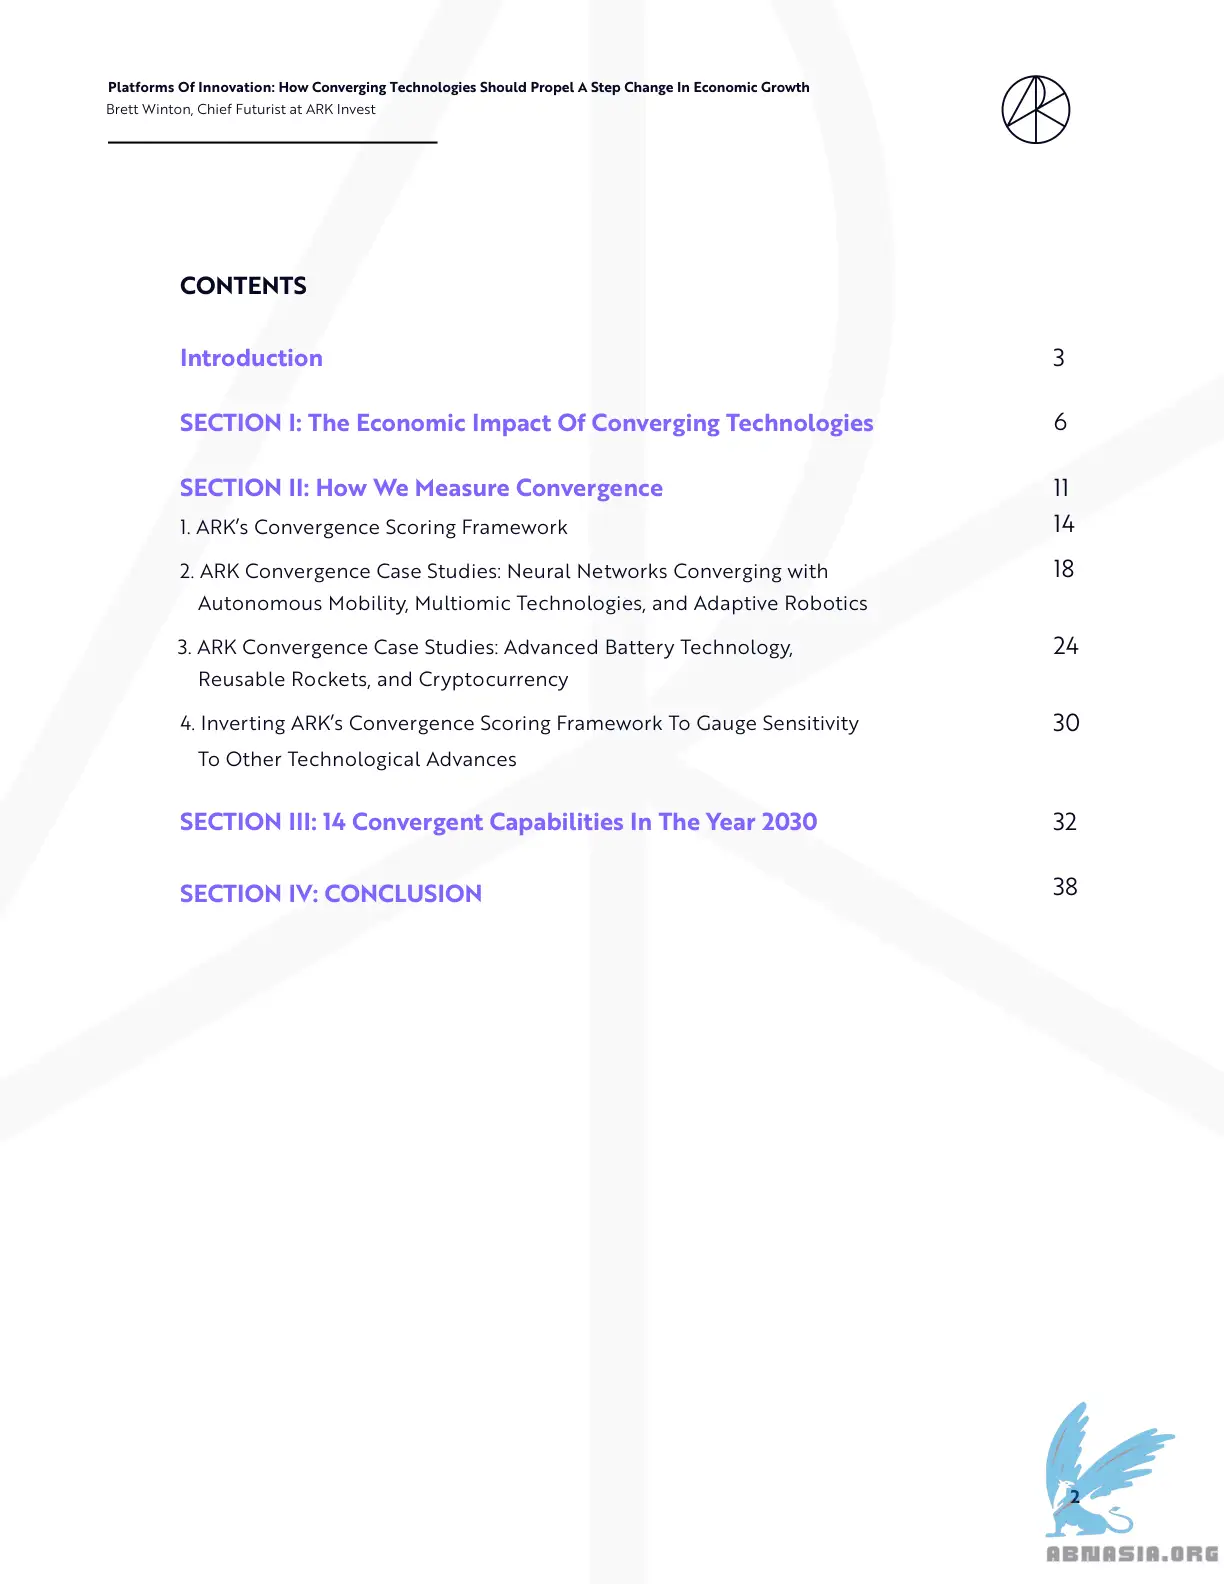 Platforms Of Innovation: How Converging Technologies Should Propel A Step Change In Economic Growth
Brett Winton, Chief Futurist at ARK Invest
CONTENTS
Introduction 3
SECTION I: The Economic Impact Of Converging Technologies 6
SECTION II: How We Measure Convergence 11
1. ARK’s Convergence Scoring Framework 14
2. ARK Convergence Case Studies: Neural Networks Converging with 18
Autonomous Mobility, Multiomic Technologies, and Adaptive Robotics
3. ARK Convergence Case Studies: Advanced Battery Technology, 24
Reusable Rockets, and Cryptocurrency
4. Inverting ARK’s Convergence Scoring Framework To Gauge Sensitivity 30
To Other Technological Advances
SECTION III: 14 Convergent Capabilities In The Year 2030 32
SECTION IV: CONCLUSION 38
2
ABNASIA.ORG